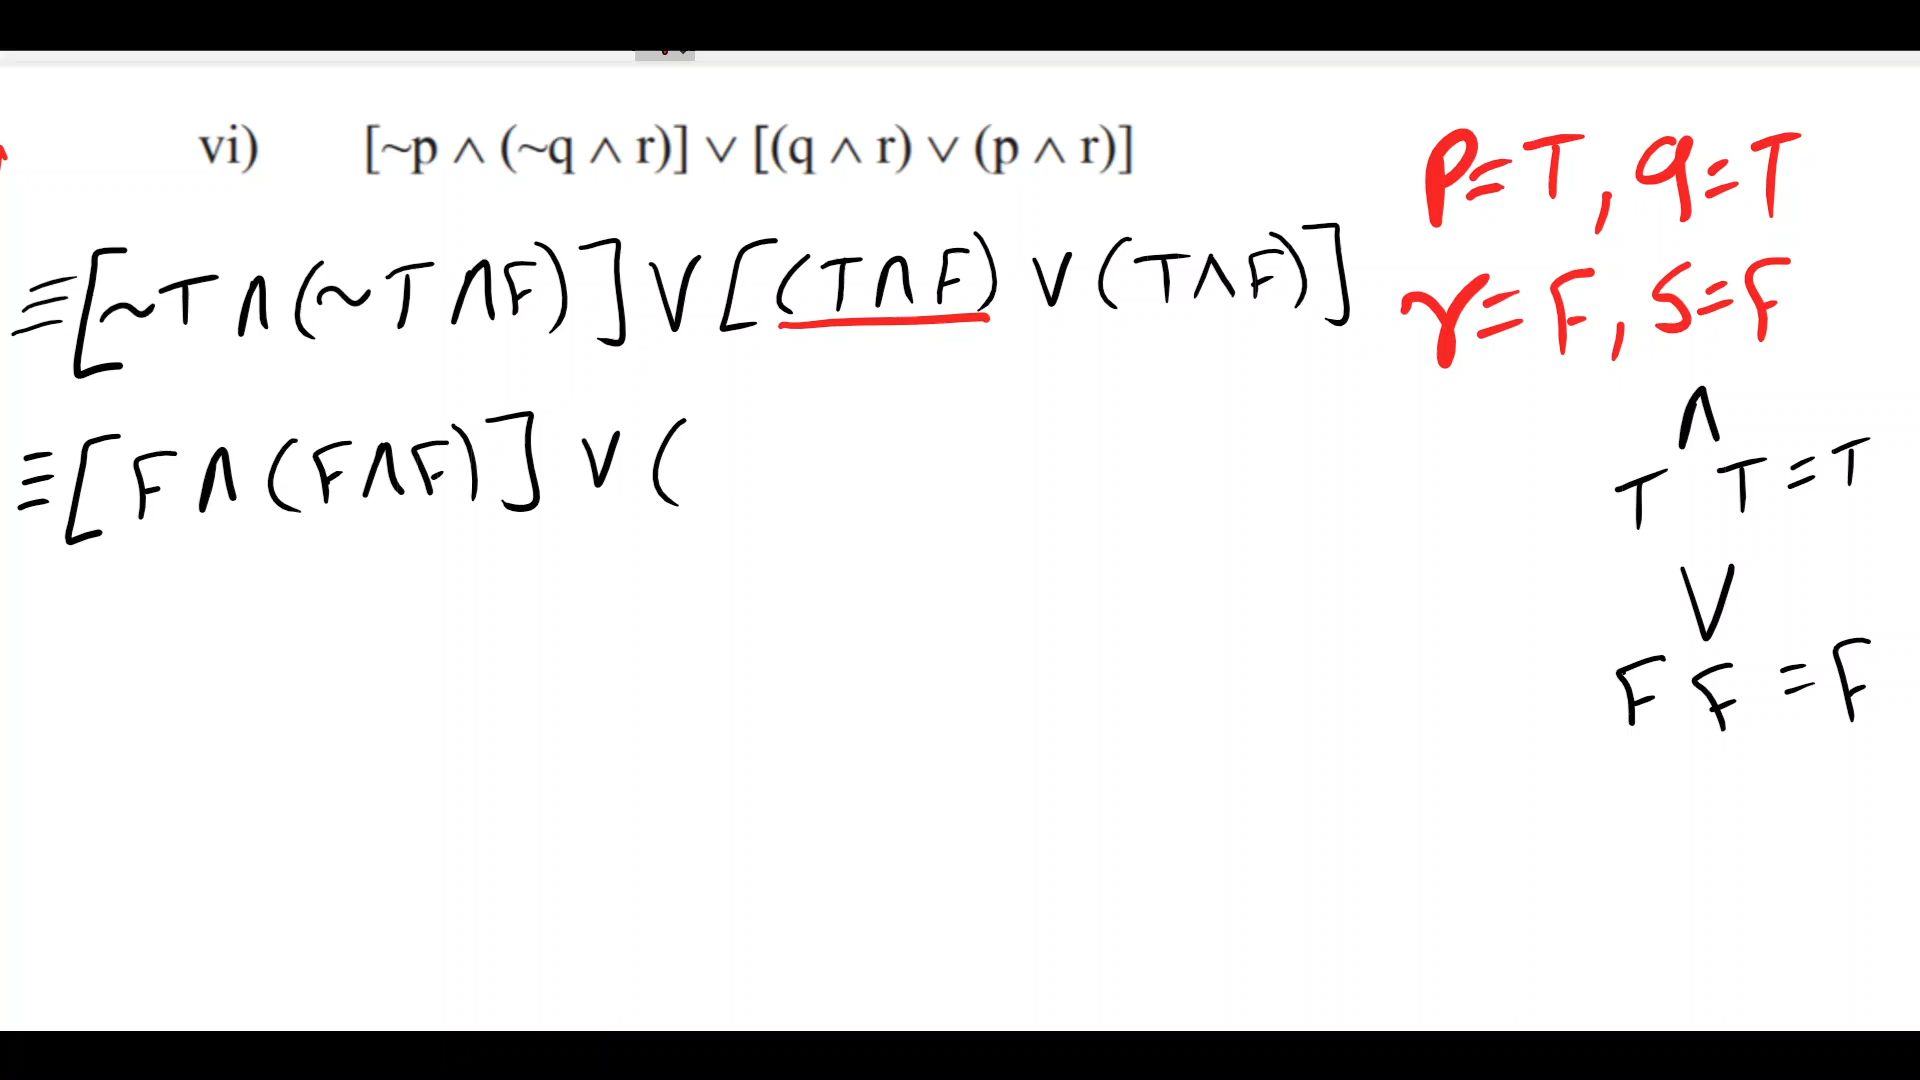 vi) [~p ∧ (~q ∧ r)] ∨ [(q ∧ r) ∨ (p ∧ r)]
p=T, q=T
r=F, s=F
≡[~T∧(~T∧F)]∨[(T∧F)∨(T∧F)]
≡[F∧(F∧F)]∨(
∧
T T=T
∨
F F=F